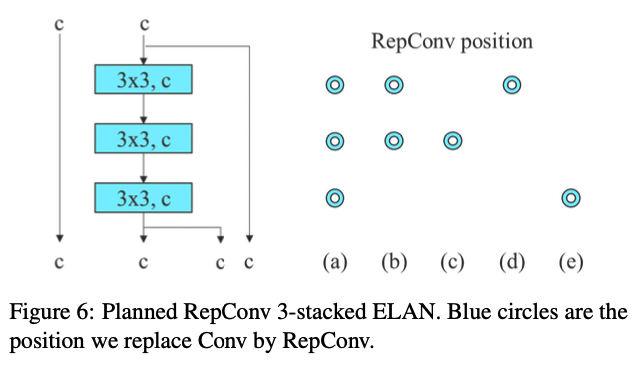 c c
RepConv position
3x3, c
3x3, c
3x3, c
c c c c (a) (b) (c) (d) (e)
Figure 6: Planned RepConv 3-stacked ELAN. Blue circles are the
position we replace Conv by RepConv.